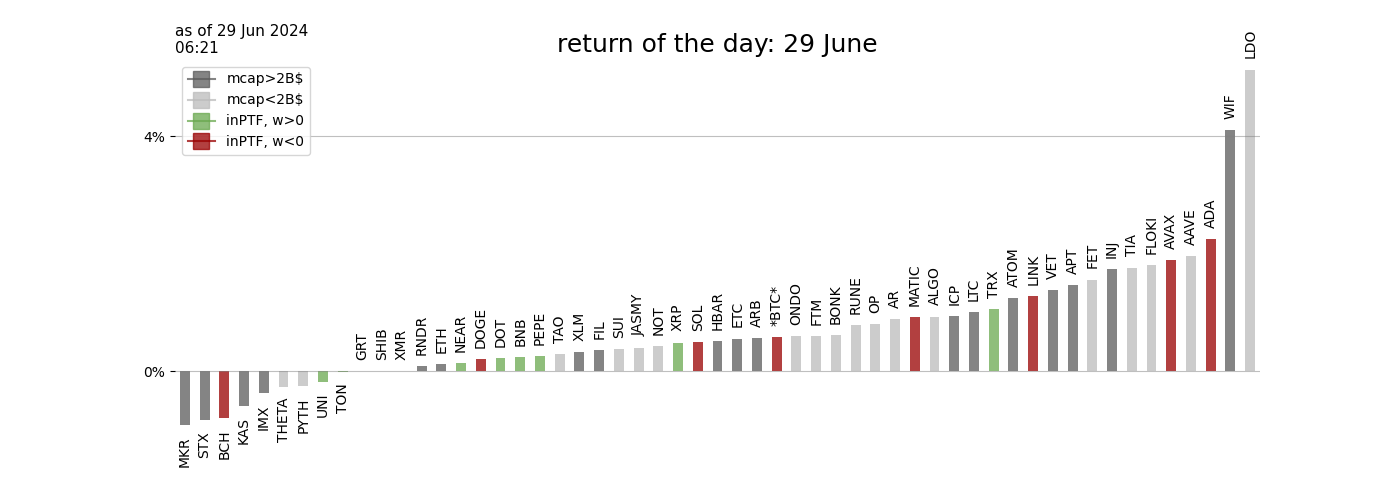 as of 29 Jun 2024
06:21
return of the day: 29 June
mcap>2B$
mcap<2B$
inPTF, w>0
inPTF, w<0
4%
0%
MKR
STX
BCH
KAS
IMX
THETA
PYTH
UNI
TON
GRT
SHIB
XMR
RNDR
ETH
NEAR
DOGE
DOT
BNB
PEPE
TAO
XLM
FIL
SUI
JASMY
NOT
XRP
SOL
HBAR
ETC
ARB
*BTC*
ONDO
FTM
BONK
RUNE
OP
AR
MATIC
ALGO
ICP
LTC
TRX
ATOM
LINK
VET
APT
FET
INJ
TIA
FLOKI
AVAX
AAVE
ADA
WIF
LDO